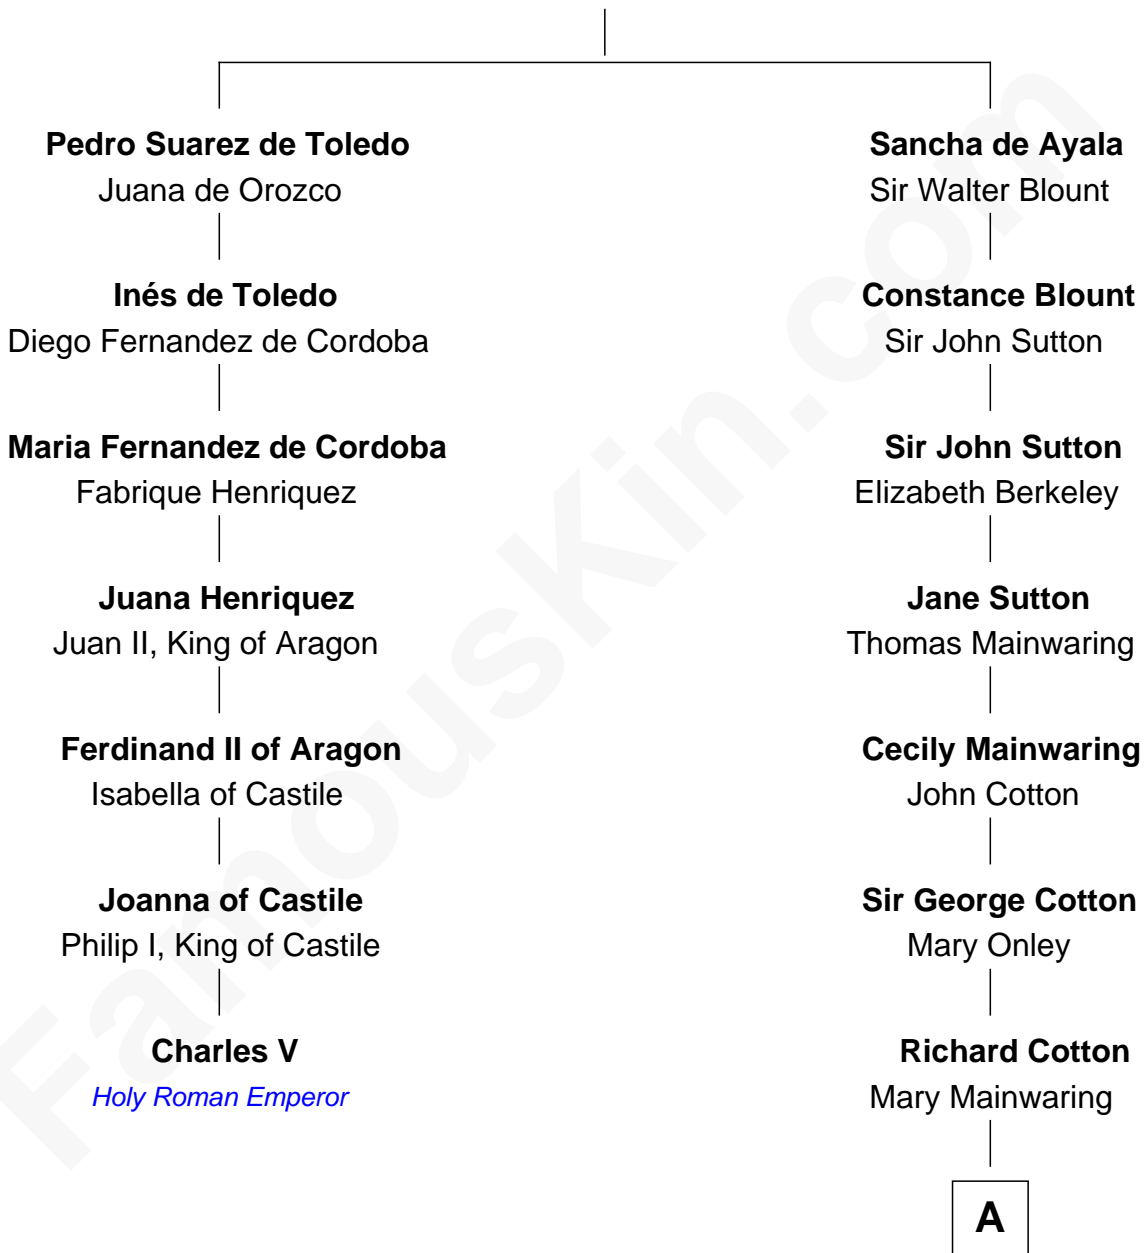 Pedro Suarez de Toledo
Juana de Orozco
Inés de Toledo
Diego Fernandez de Cordoba
Maria Fernandez de Cordoba
Fabrique Henriquez
Juana Henriquez
Juan II, King of Aragon
Ferdinand II of Aragon
Isabella of Castile
Joanna of Castile
Philip I, King of Castile
Charles V
Holy Roman Emperor
Sancha de Ayala
Sir Walter Blount
Constance Blount
Sir John Sutton
Sir John Sutton
Elizabeth Berkeley
Jane Sutton
Thomas Mainwaring
Cecily Mainwaring
John Cotton
Sir George Cotton
Mary Onley
Richard Cotton
Mary Mainwaring
A
FamousKin.com